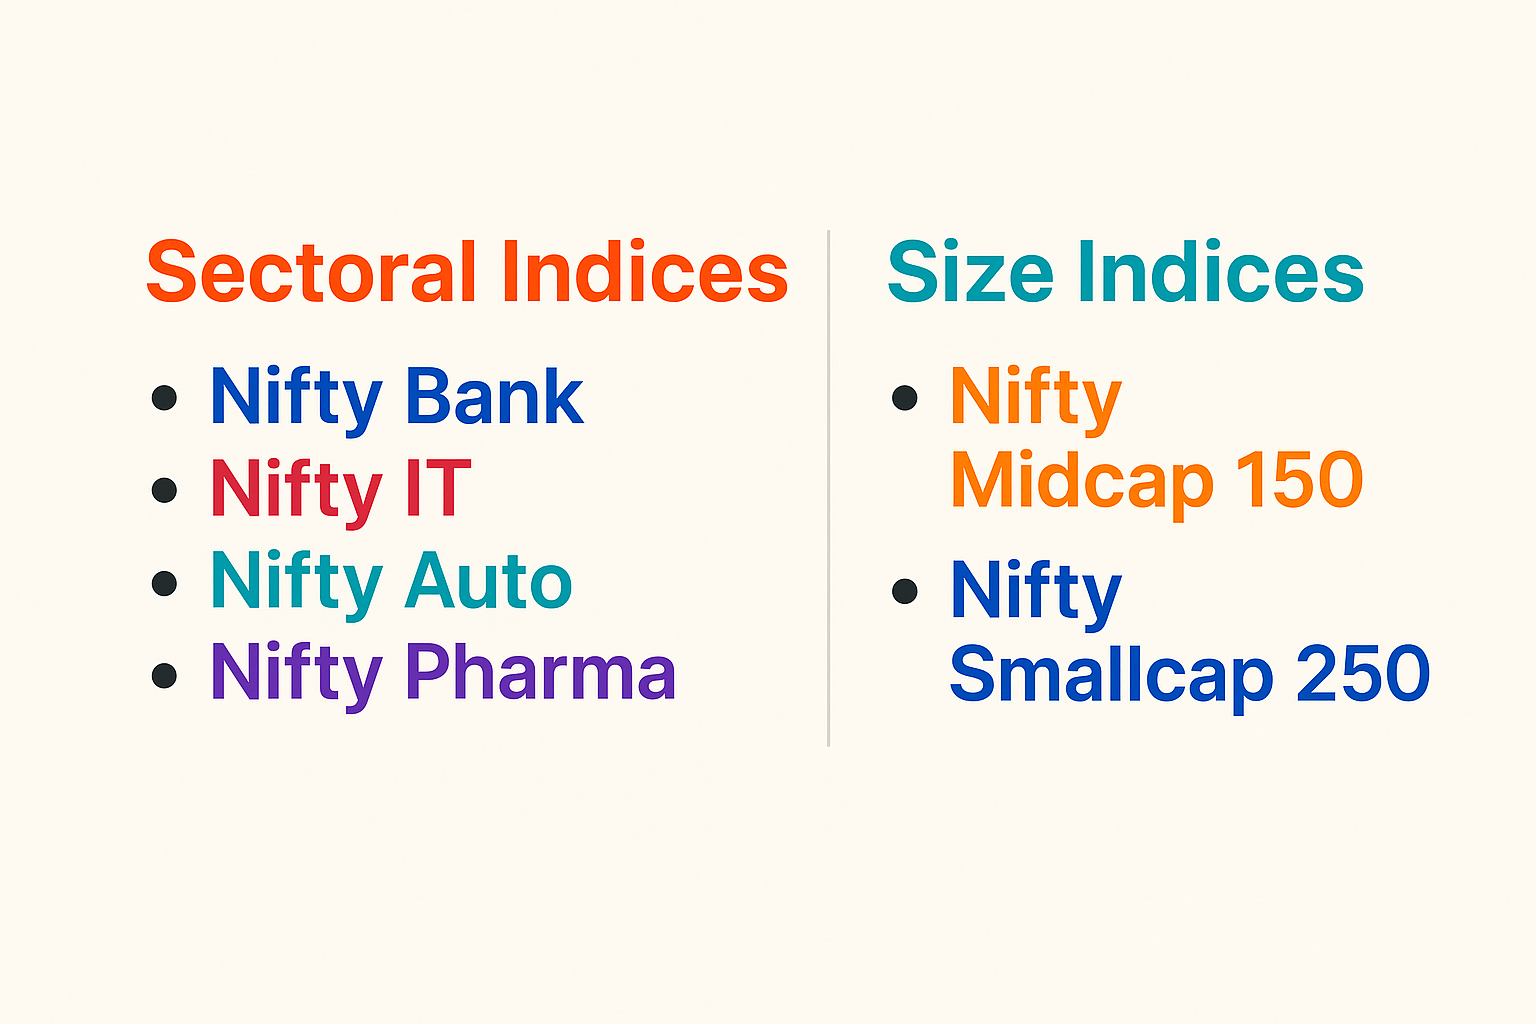 Sectoral Indices
• Nifty Bank
• Nifty IT
• Nifty Auto
• Nifty Pharma
Size Indices
• Nifty
Midcap 150
• Nifty
Smallcap 250